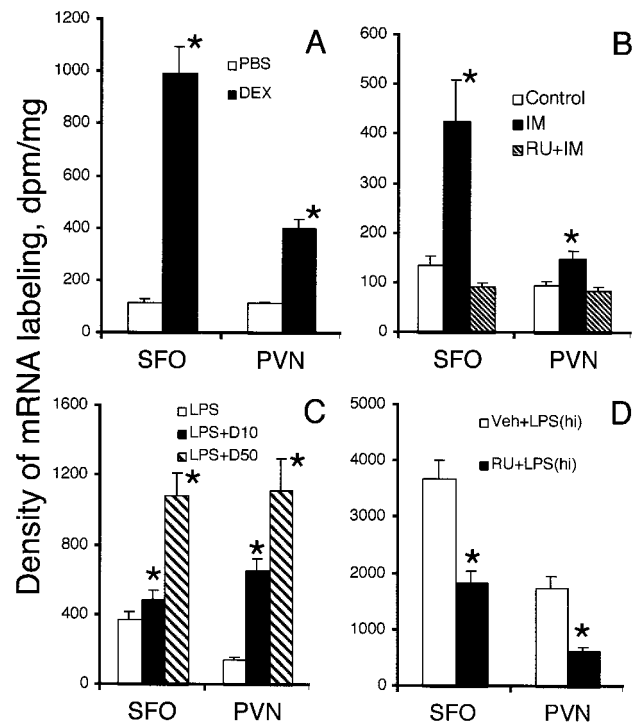 Density of mRNA labeling, dpm/mg
A
1200
1000
800
600
400
200
0
PBS
DEX
*
*
SFO PVN
B
600
500
400
300
200
100
0
Control
IM
RU+IM
*
*
SFO PVN
C
1600
1200
800
400
0
LPS
LPS+D10
LPS+D50
*
*
*
*
SFO PVN
D
5000
4000
3000
2000
1000
0
Veh+LPS(hi)
RU+LPS(hi)
*
*
SFO PVN